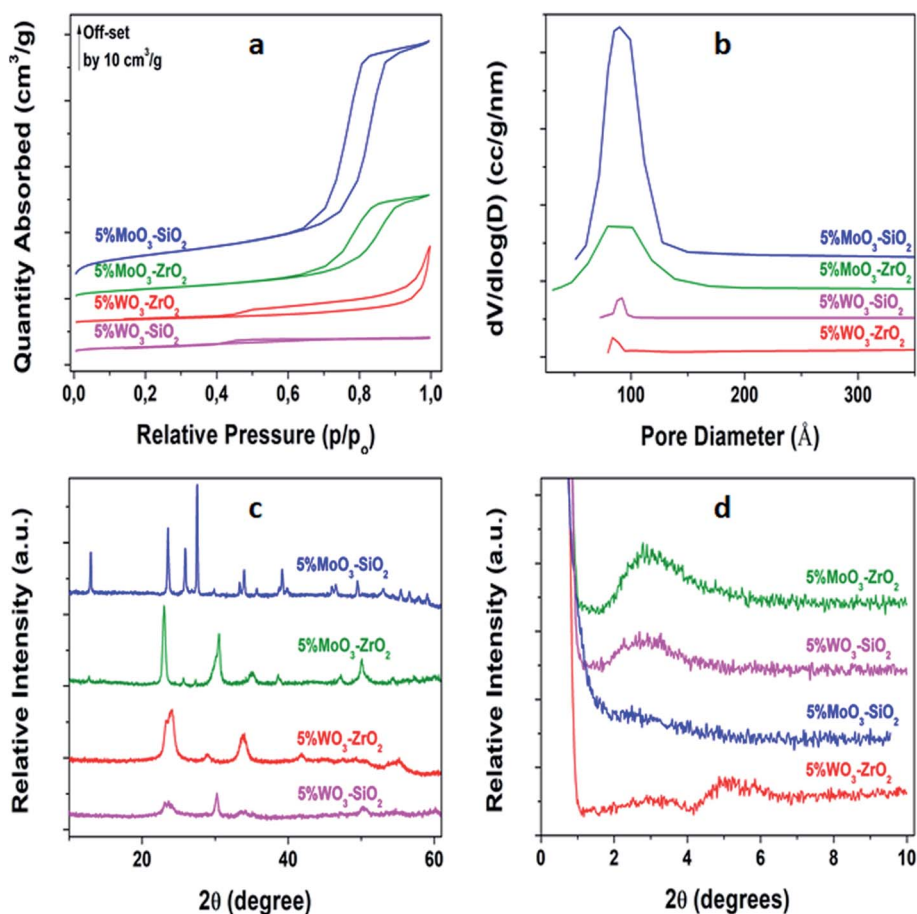 a
Off-set
by 10 cm³/g
Quantity Absorbed (cm³/g)
5%MoO₃-SiO₂
5%MoO₃-ZrO₂
5%WO₃-ZrO₂
5%WO₃-SiO₂
0,0 0,2 0,4 0,6 0,8 1,0
Relative Pressure (p/pₒ)
b
dV/dlog(D) (cc/g/nm)
5%MoO₃-SiO₂
5%MoO₃-ZrO₂
5%WO₃-SiO₂
5%WO₃-ZrO₂
100 200 300
Pore Diameter (Å)
c
Relative Intensity (a.u.)
5%MoO₃-SiO₂
5%MoO₃-ZrO₂
5%WO₃-ZrO₂
5%WO₃-SiO₂
20 40 60
2θ (degree)
d
Relative Intensity (a.u.)
5%MoO₃-ZrO₂
5%WO₃-SiO₂
5%MoO₃-SiO₂
5%WO₃-ZrO₂
0 2 4 6 8 10
2θ (degrees)